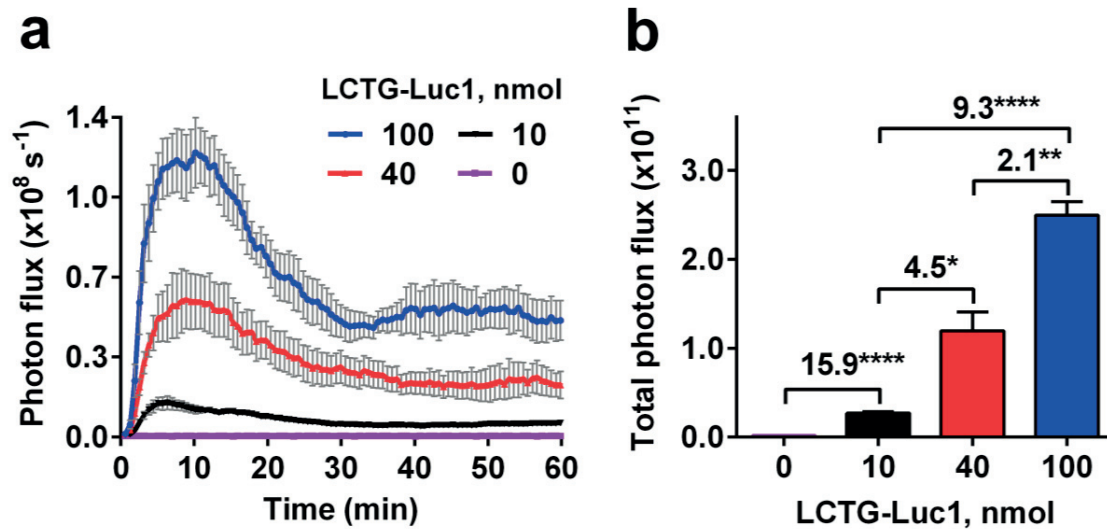 a
LCTG-Luc1, nmol
100
10
40
0
Photon flux (x10⁸ s⁻¹)
1.4
1.0
0.7
0.3
0.0
0 10 20 30 40 50 60
Time (min)
b
Total photon flux (x10¹¹)
3.0
2.0
1.0
0.0
9.3****
2.1**
4.5*
15.9****
0 10 40 100
LCTG-Luc1, nmol